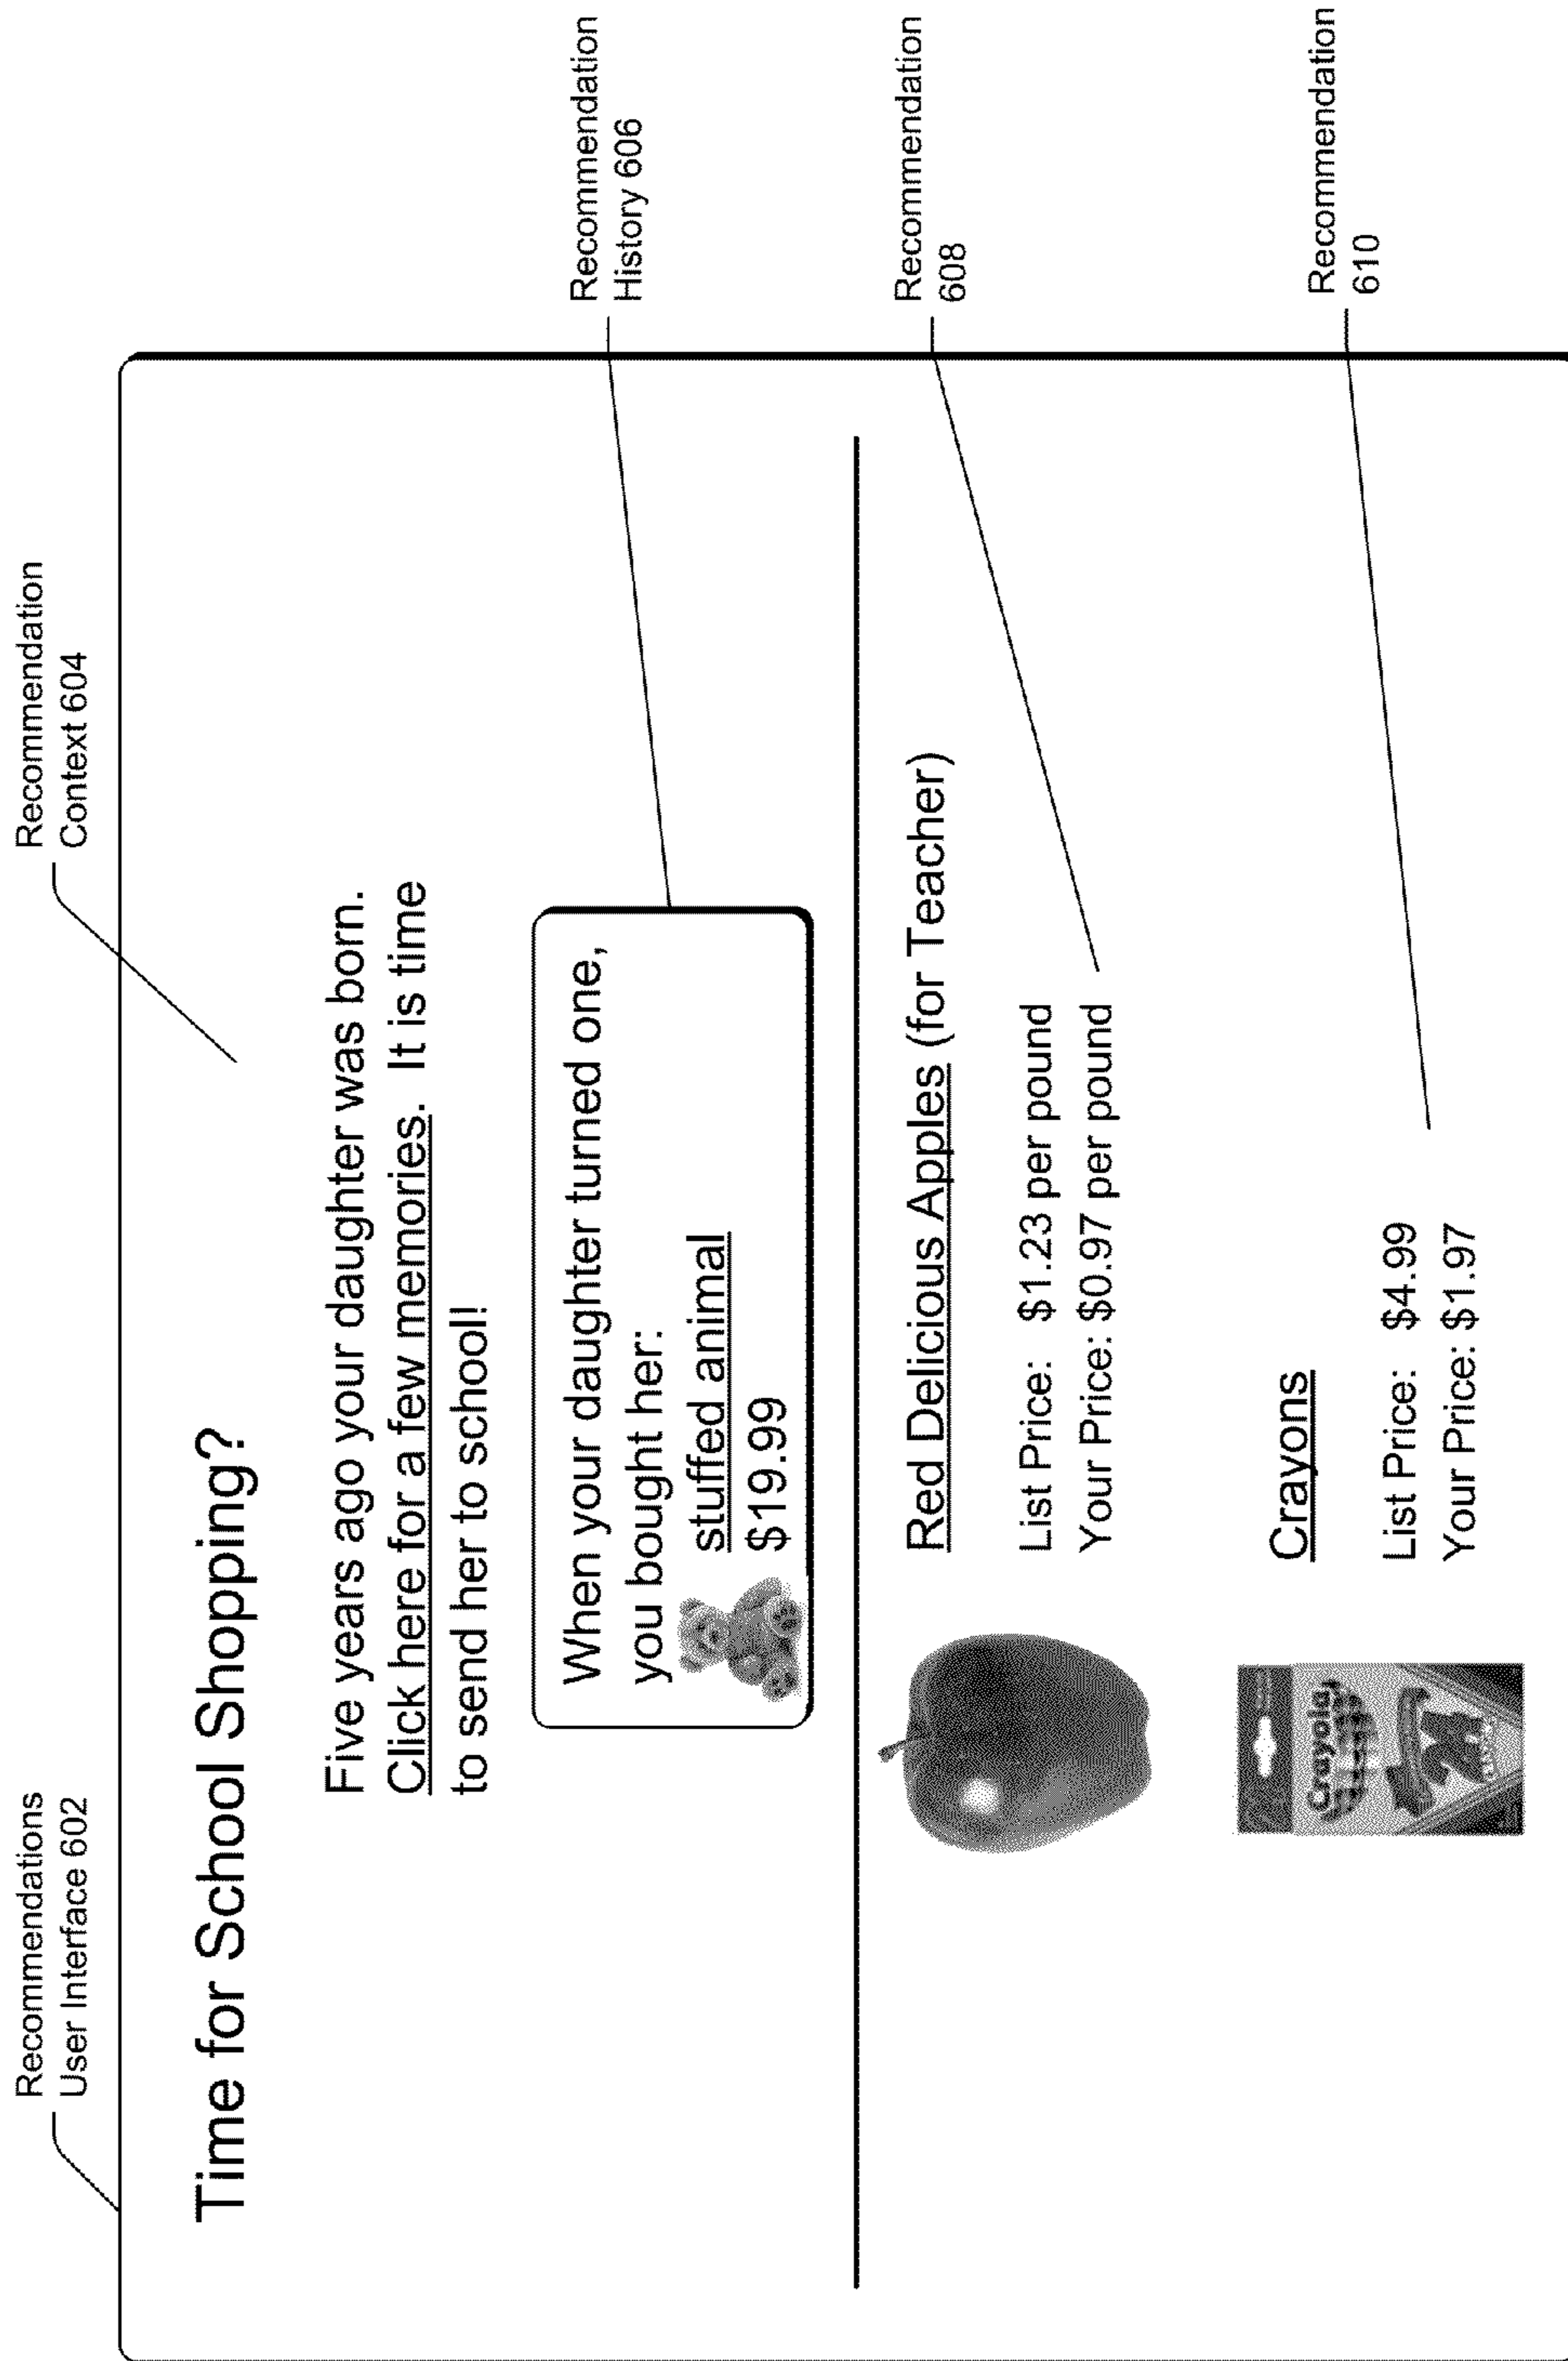 Recommendations
User Interface 602
Recommendation
Context 604
Time for School Shopping?
Five years ago your daughter was born.
Click here for a few memories. It is time
to send her to school!
When your daughter turned one,
you bought her:
stuffed animal
$19.99
Recommendation
History 606
Red Delicious Apples (for Teacher)
List Price: $1.23 per pound
Your Price: $0.97 per pound
Recommendation
608
Crayola
Crayons
List Price: $4.99
Your Price: $1.97
Recommendation
610